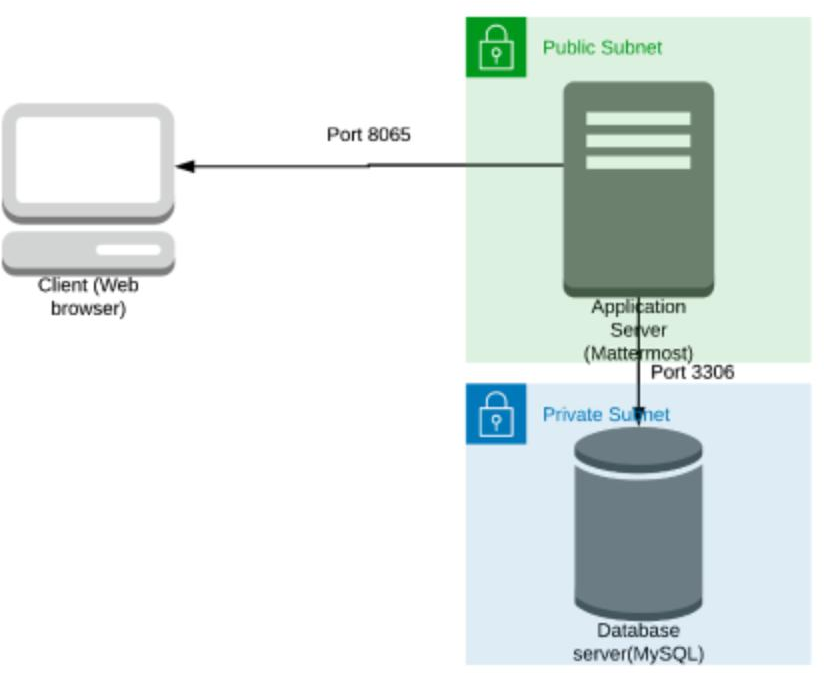 Public Subnet
Port 8065
Client (Web
browser)
Application
Server
(Mattermost)
Port 3306
Private Subnet
Database
server(MySQL)